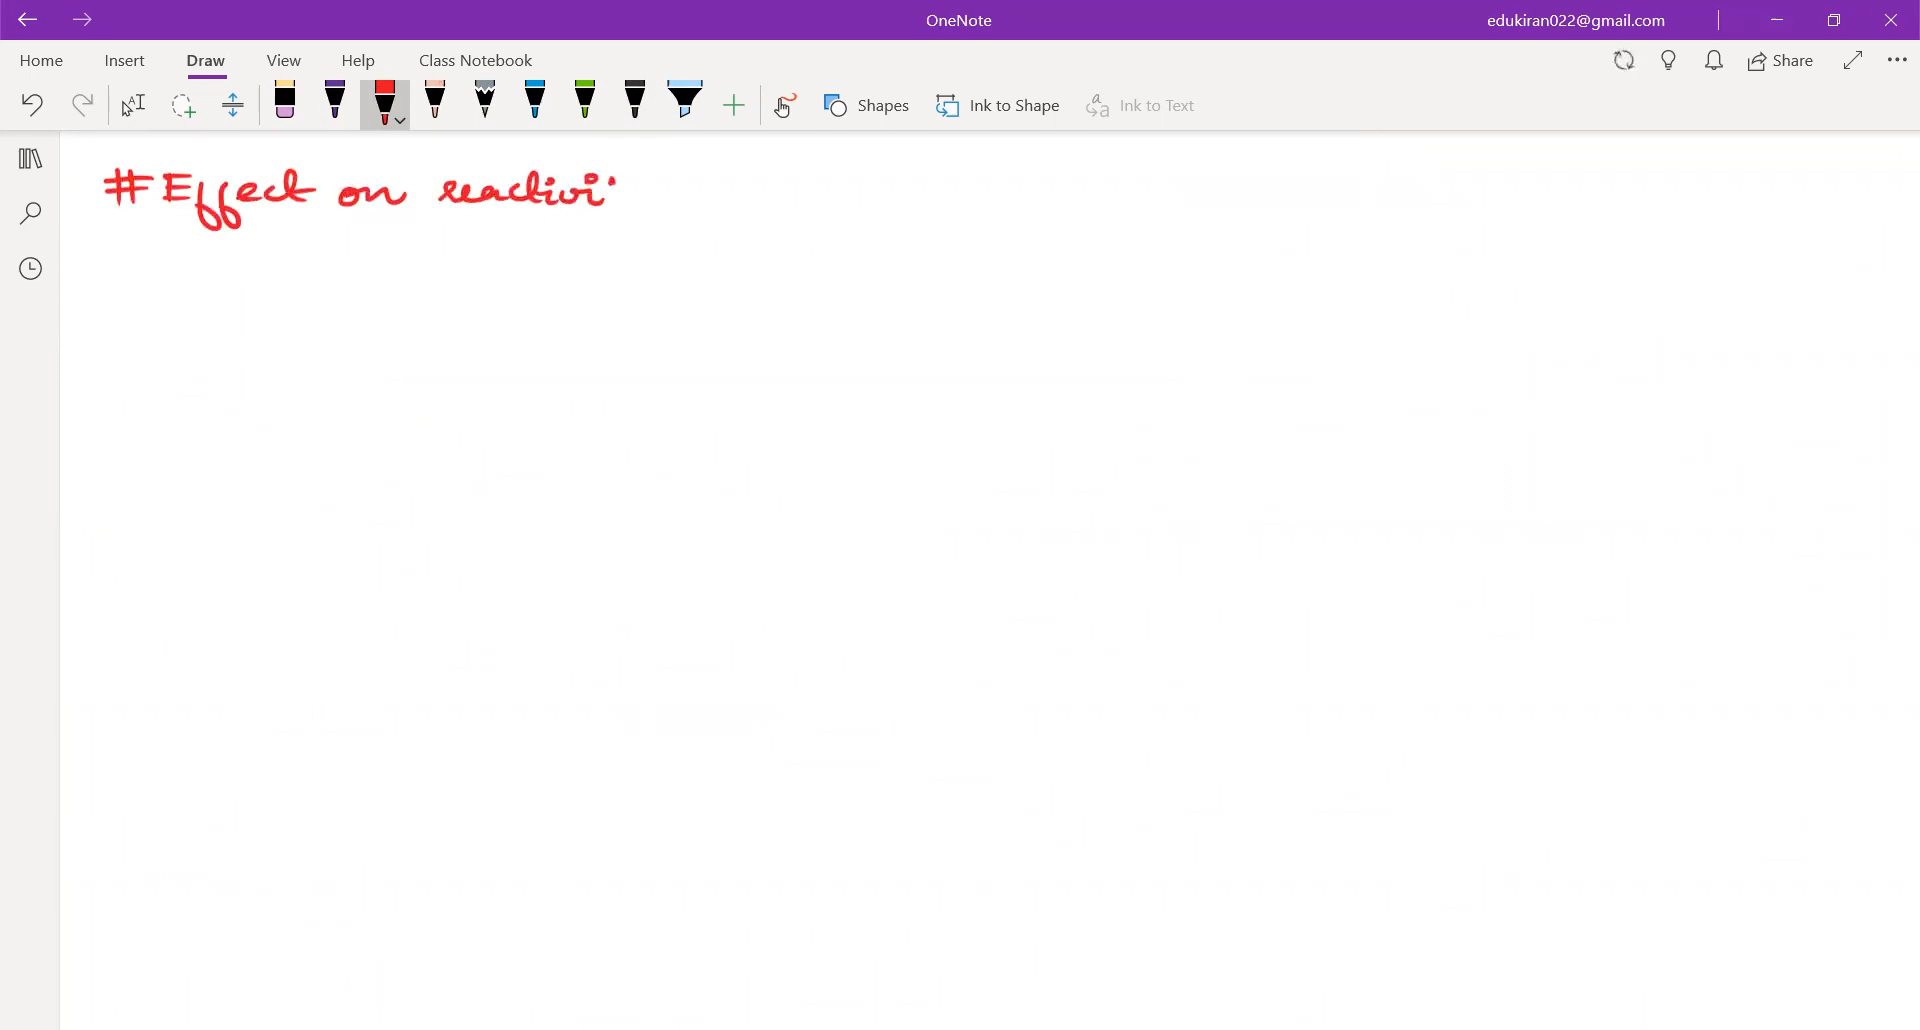 OneNote
edukiran022@gmail.com
Home Insert Draw View Help Class Notebook
Share
Shapes Ink to Shape Ink to Text
#Effect on reactivi